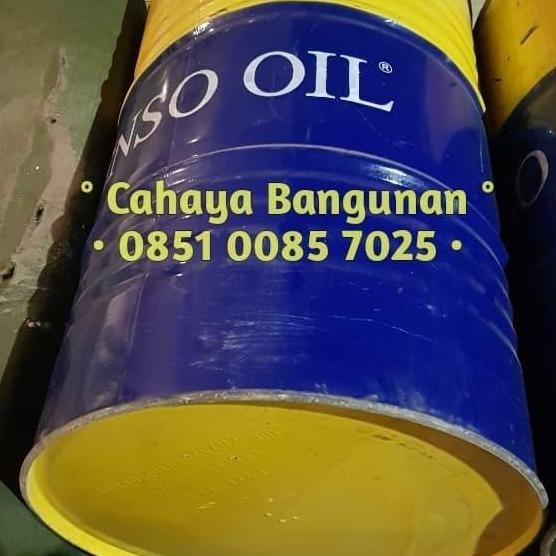 NSO OIL®
° Cahaya Bangunan °
• 0851 0085 7025 •